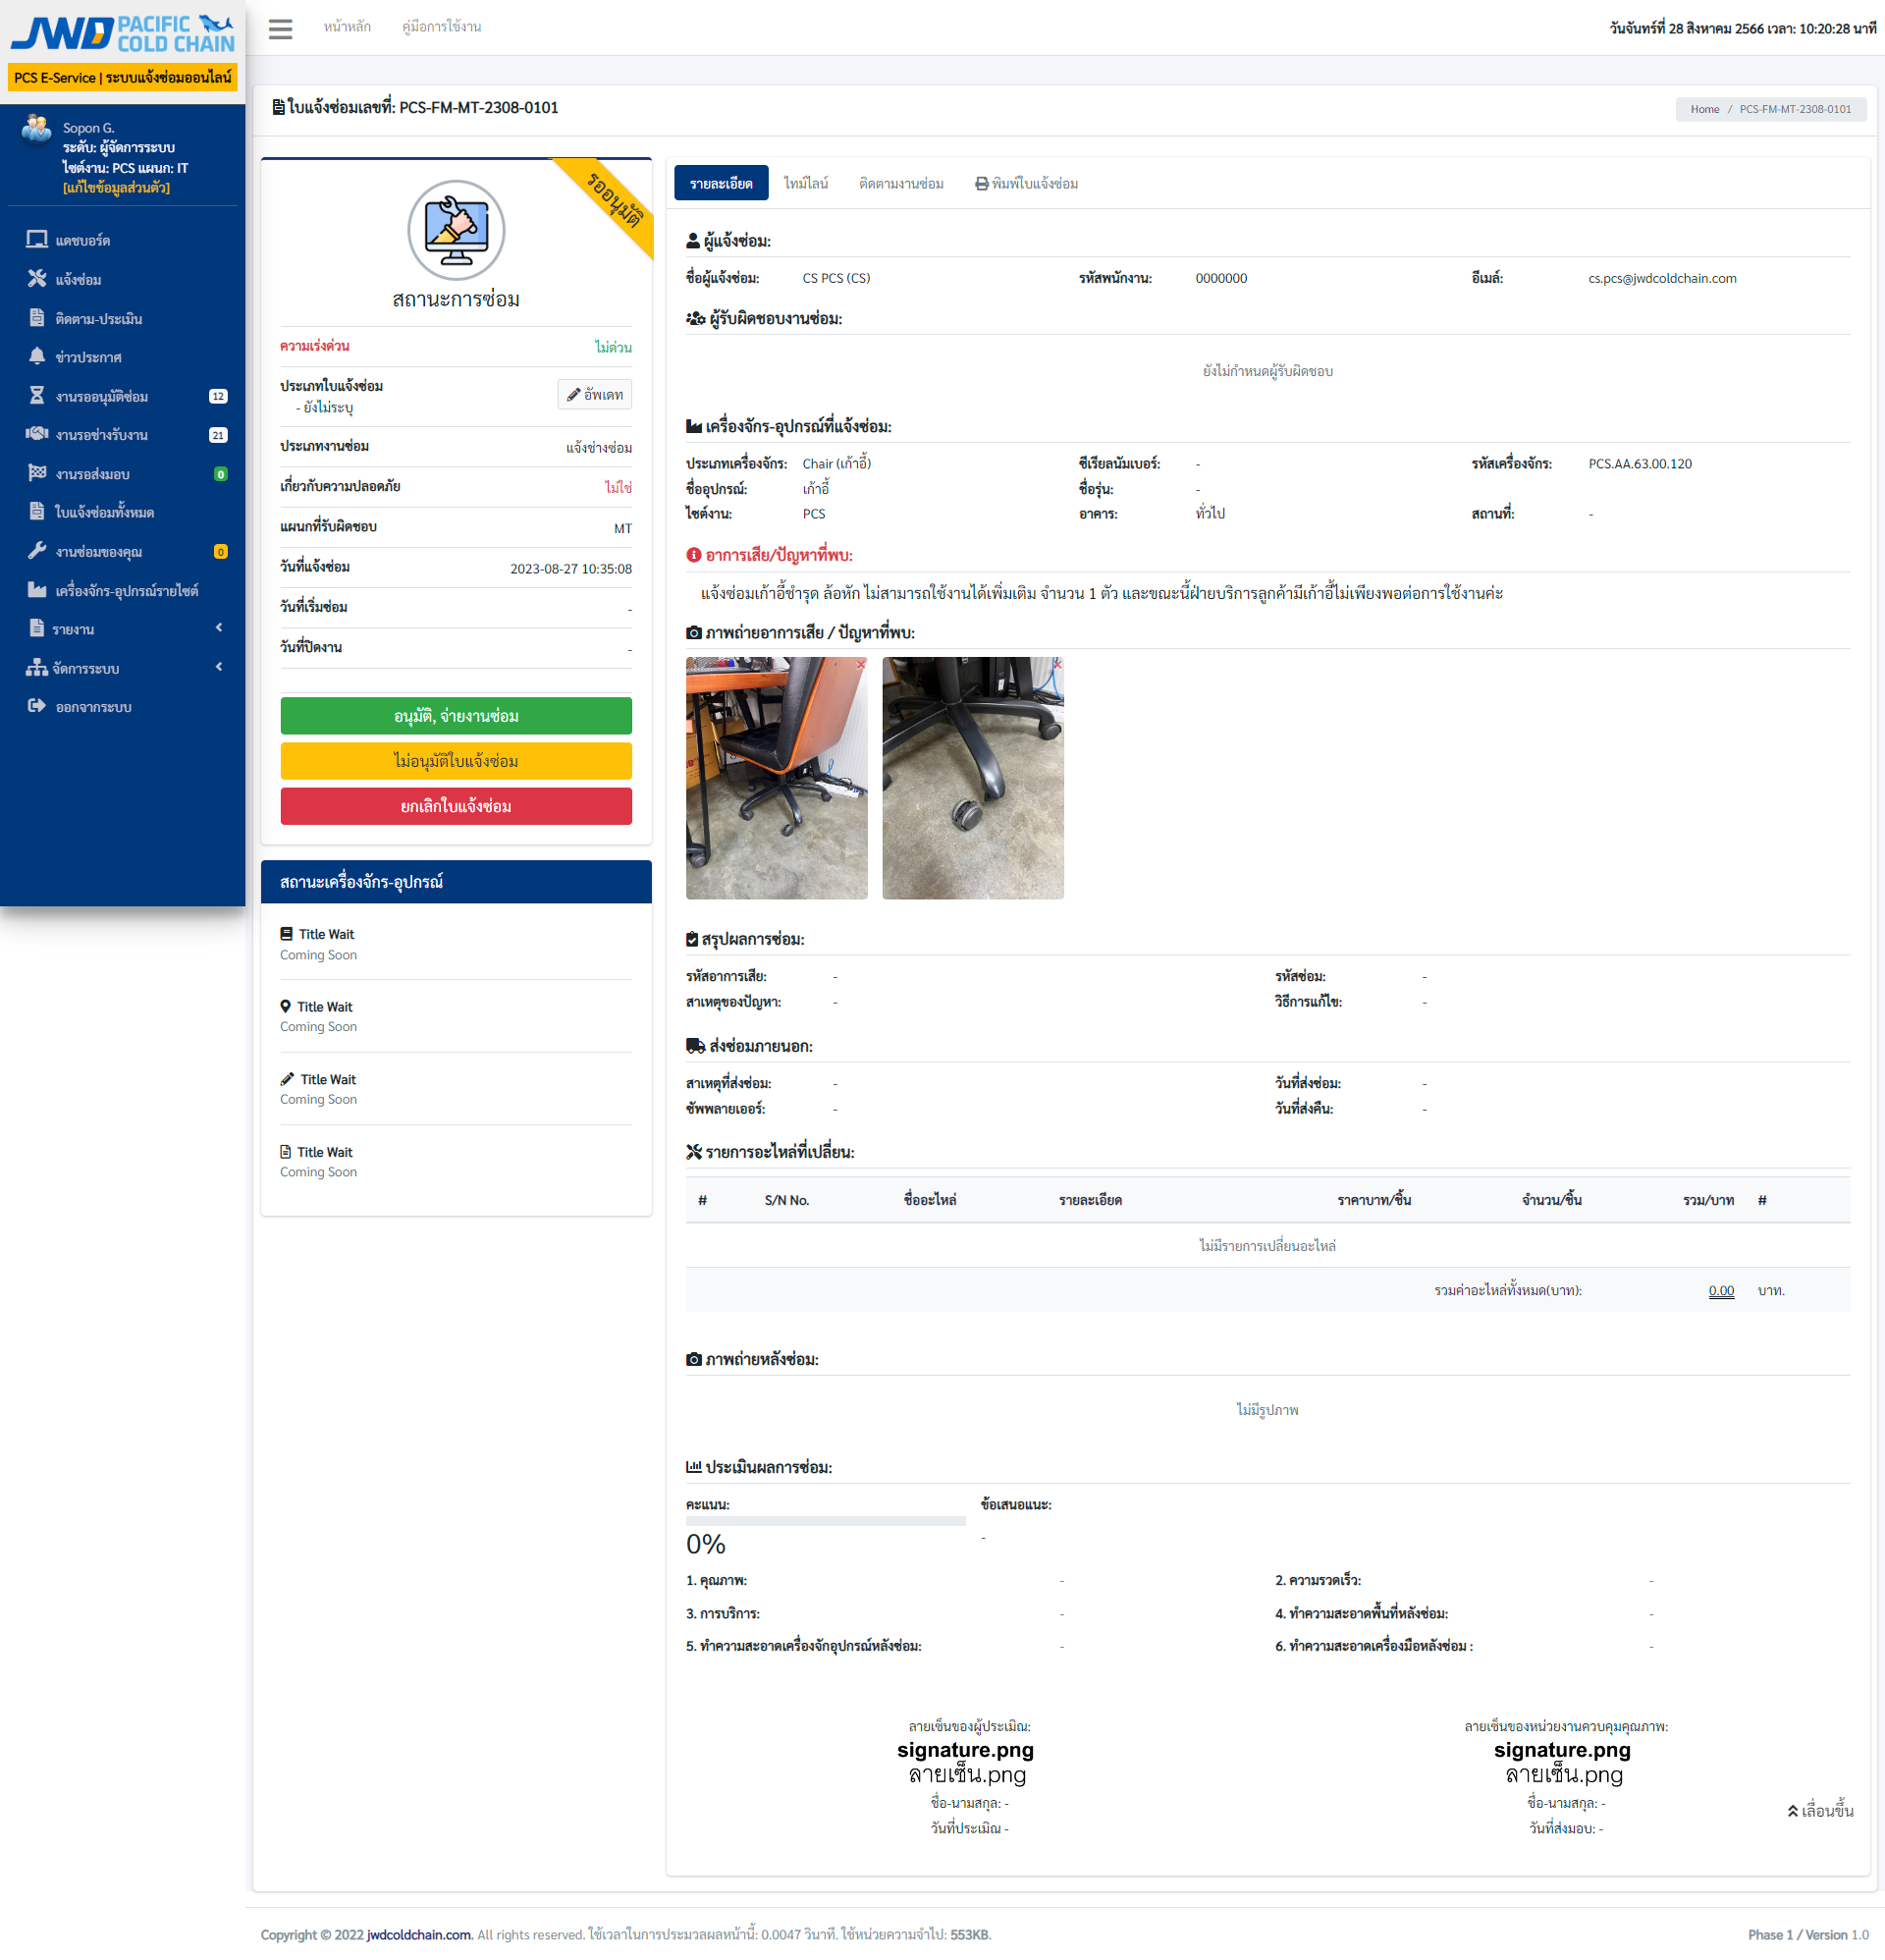 JWD PACIFIC COLD CHAIN
PCS E-Service | ระบบแจ้งซ่อมออนไลน์
Sopon G.
ระดับ: ผู้จัดการระบบ
ไซต์งาน: PCS แผนก: IT
[แก้ไขข้อมูลส่วนตัว]
แดชบอร์ด
แจ้งซ่อม
ติดตาม-ประเมิน
ข่าวประกาศ
งานรออนุมัติซ่อม 12
งานรอช่างรับงาน 21
งานรอส่งมอบ 0
ใบแจ้งซ่อมทั้งหมด
งานซ่อมของคุณ 0
เครื่องจักร-อุปกรณ์รายไซต์
รายงาน
จัดการระบบ
ออกจากระบบ
หน้าหลัก คู่มือการใช้งาน
วันจันทร์ที่ 28 สิงหาคม 2566 เวลา: 10:20:28 นาที
ใบแจ้งซ่อมเลขที่: PCS-FM-MT-2308-0101
Home / PCS-FM-MT-2308-0101
รออนุมัติ
สถานะการซ่อม
ความเร่งด่วน ไม่ด่วน
ประเภทใบแจ้งซ่อม อัพเดท
- ยังไม่ระบุ
ประเภทงานซ่อม แจ้งช่างซ่อม
เกี่ยวกับความปลอดภัย ไม่ใช่
แผนกที่รับผิดชอบ MT
วันที่แจ้งซ่อม 2023-08-27 10:35:08
วันที่เริ่มซ่อม -
วันที่ปิดงาน -
อนุมัติ, จ่ายงานซ่อม
ไม่อนุมัติใบแจ้งซ่อม
ยกเลิกใบแจ้งซ่อม
สถานะเครื่องจักร-อุปกรณ์
Title Wait
Coming Soon
Title Wait
Coming Soon
Title Wait
Coming Soon
Title Wait
Coming Soon
รายละเอียด ไทม์ไลน์ ติดตามงานซ่อม พิมพ์ใบแจ้งซ่อม
ผู้แจ้งซ่อม:
ชื่อผู้แจ้งซ่อม: CS PCS (CS) รหัสพนักงาน: 0000000 อีเมล์: cs.pcs@jwdcoldchain.com
ผู้รับผิดชอบงานซ่อม:
ยังไม่กำหนดผู้รับผิดชอบ
เครื่องจักร-อุปกรณ์ที่แจ้งซ่อม:
ประเภทเครื่องจักร: Chair (เก้าอี้) ซีเรียลนัมเบอร์: - รหัสเครื่องจักร: PCS.AA.63.00.120
ชื่ออุปกรณ์: เก้าอี้ ชื่อรุ่น: -
ไซต์งาน: PCS อาคาร: ทั่วไป สถานที่: -
อาการเสีย/ปัญหาที่พบ:
แจ้งซ่อมเก้าอี้ชำรุด ล้อหัก ไม่สามารถใช้งานได้เพิ่มเติม จำนวน 1 ตัว และขณะนี้ฝ่ายบริการลูกค้ามีเก้าอี้ไม่เพียงพอต่อการใช้งานค่ะ
ภาพถ่ายอาการเสีย / ปัญหาที่พบ:
สรุปผลการซ่อม:
รหัสอาการเสีย: - รหัสซ่อม: -
สาเหตุของปัญหา: - วิธีการแก้ไข: -
ส่งซ่อมภายนอก:
สาเหตุที่ส่งซ่อม: - วันที่ส่งซ่อม: -
ซัพพลายเออร์: - วันที่ส่งคืน: -
รายการอะไหล่ที่เปลี่ยน:
# S/N No. ชื่ออะไหล่ รายละเอียด ราคาบาท/ชิ้น จำนวน/ชิ้น รวม/บาท #
ไม่มีรายการเปลี่ยนอะไหล่
รวมค่าอะไหล่ทั้งหมด(บาท): 0.00 บาท.
ภาพถ่ายหลังซ่อม:
ไม่มีรูปภาพ
ประเมินผลการซ่อม:
คะแนน: ข้อเสนอแนะ:
0% -
1. คุณภาพ: - 2. ความรวดเร็ว: -
3. การบริการ: - 4. ทำความสะอาดพื้นที่หลังซ่อม: -
5. ทำความสะอาดเครื่องจักอุปกรณ์หลังซ่อม: - 6. ทำความสะอาดเครื่องมือหลังซ่อม : -
ลายเซ็นของผู้ประเมิณ: ลายเซ็นของหน่วยงานควบคุมคุณภาพ:
signature.png signature.png
ลายเซ็น.png ลายเซ็น.png
ชื่อ-นามสกุล: - ชื่อ-นามสกุล: -
วันที่ประเมิณ - วันที่ส่งมอบ: -
เลื่อนขึ้น
Copyright © 2022 jwdcoldchain.com. All rights reserved. ใช้เวลาในการประมวลผลหน้านี้: 0.0047 วินาที. ใช้หน่วยความจำไป: 553KB.
Phase 1 / Version 1.0